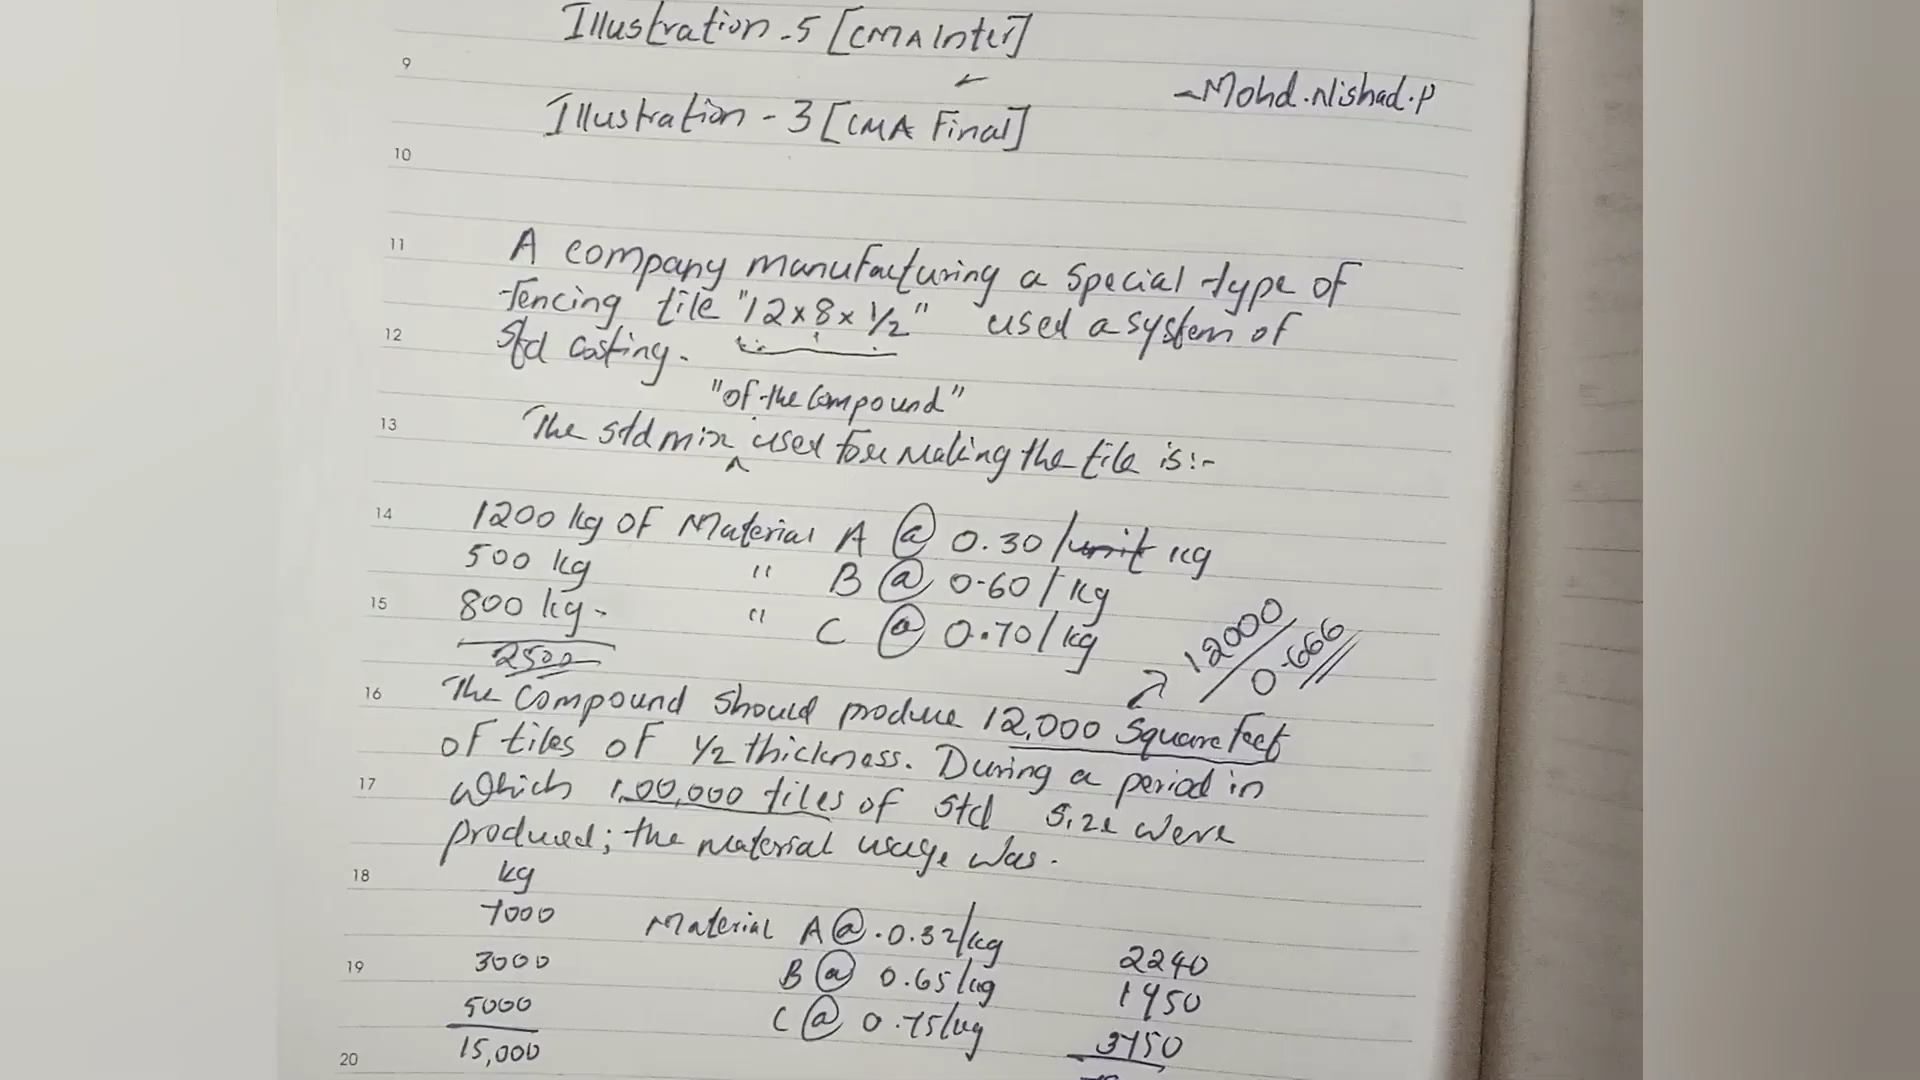 Illustration - 5 [CMA Inter]
9
- Mohd. Nishad. P
Illustration - 3 [CMA Final]
10
11
A company manufacturing a special type of
fencing tile "12 x 8 x 1/2" used a system of
12
std costing.
"of the compound"
13
The std mix ^ used for making the tile is:-
14
1200 kg of Material A @ 0.30 /unit kg
500 kg " B @ 0.60 / kg
15
800 kg - " C @ 0.70 / kg
2500
12000/0.666
16
The compound should produce 12,000 square feet
of tiles of 1/2 thickness. During a period in
17
which 1,00,000 tiles of std size were
produced; the material usage was.
18
kg
7000 Material A @ .0.32/kg 2240
19
3000 B @ 0.65/kg 1950
5000 C @ 0.75/kg 3750
20
15,000